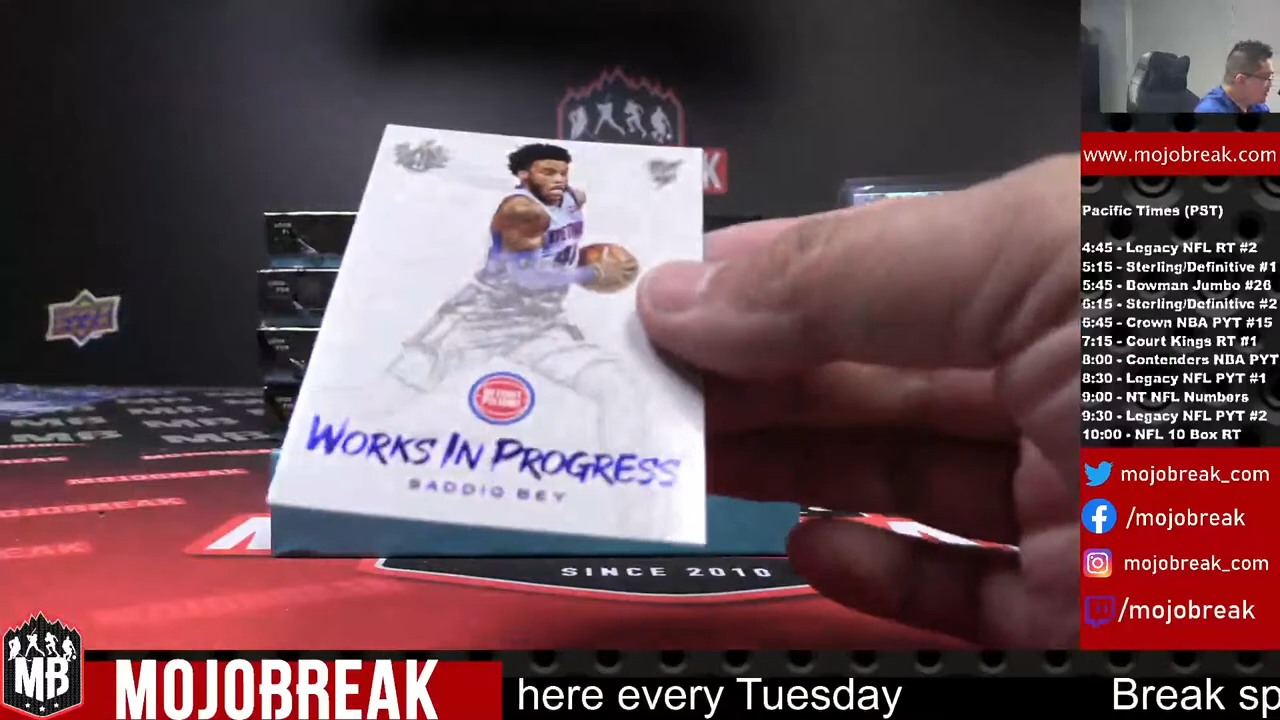 WORKS IN PROGRESS
SADDIQ BEY
DETROIT
PISTONS
SINCE 2010
MB
MOJOBREAK
here every Tuesday
Break sp
www.mojobreak.com
Pacific Times (PST)
4:45 - Legacy NFL RT #2
5:15 - Sterling/Definitive #1
5:45 - Bowman Jumbo #26
6:15 - Sterling/Definitive #2
6:45 - Crown NBA PYT #15
7:15 - Court Kings RT #1
8:00 - Contenders NBA PYT
8:30 - Legacy NFL PYT #1
9:00 - NT NFL Numbers
9:30 - Legacy NFL PYT #2
10:00 - NFL 10 Box RT
mojobreak_com
/mojobreak
mojobreak_com
/mojobreak